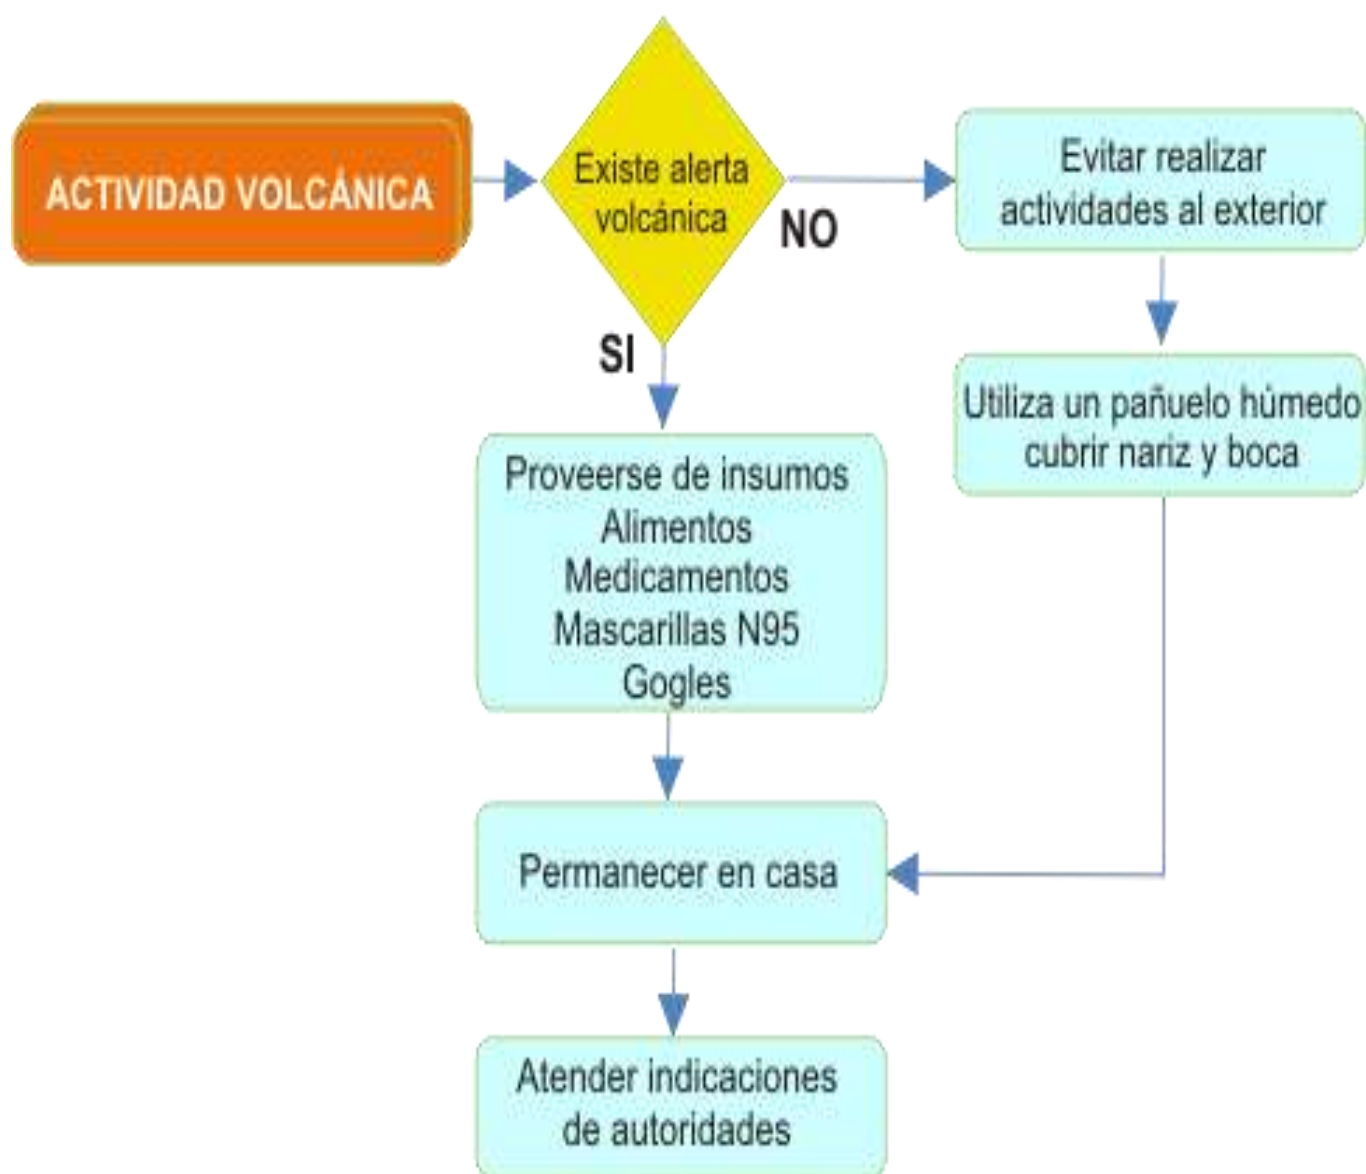 ACTIVIDAD VOLCÁNICA
Existe alerta
volcánica
NO
Evitar realizar
actividades al exterior
Utiliza un pañuelo húmedo
cubrir nariz y boca
SI
Proveerse de insumos
Alimentos
Medicamentos
Mascarillas N95
Gogles
Permanecer en casa
Atender indicaciones
de autoridades